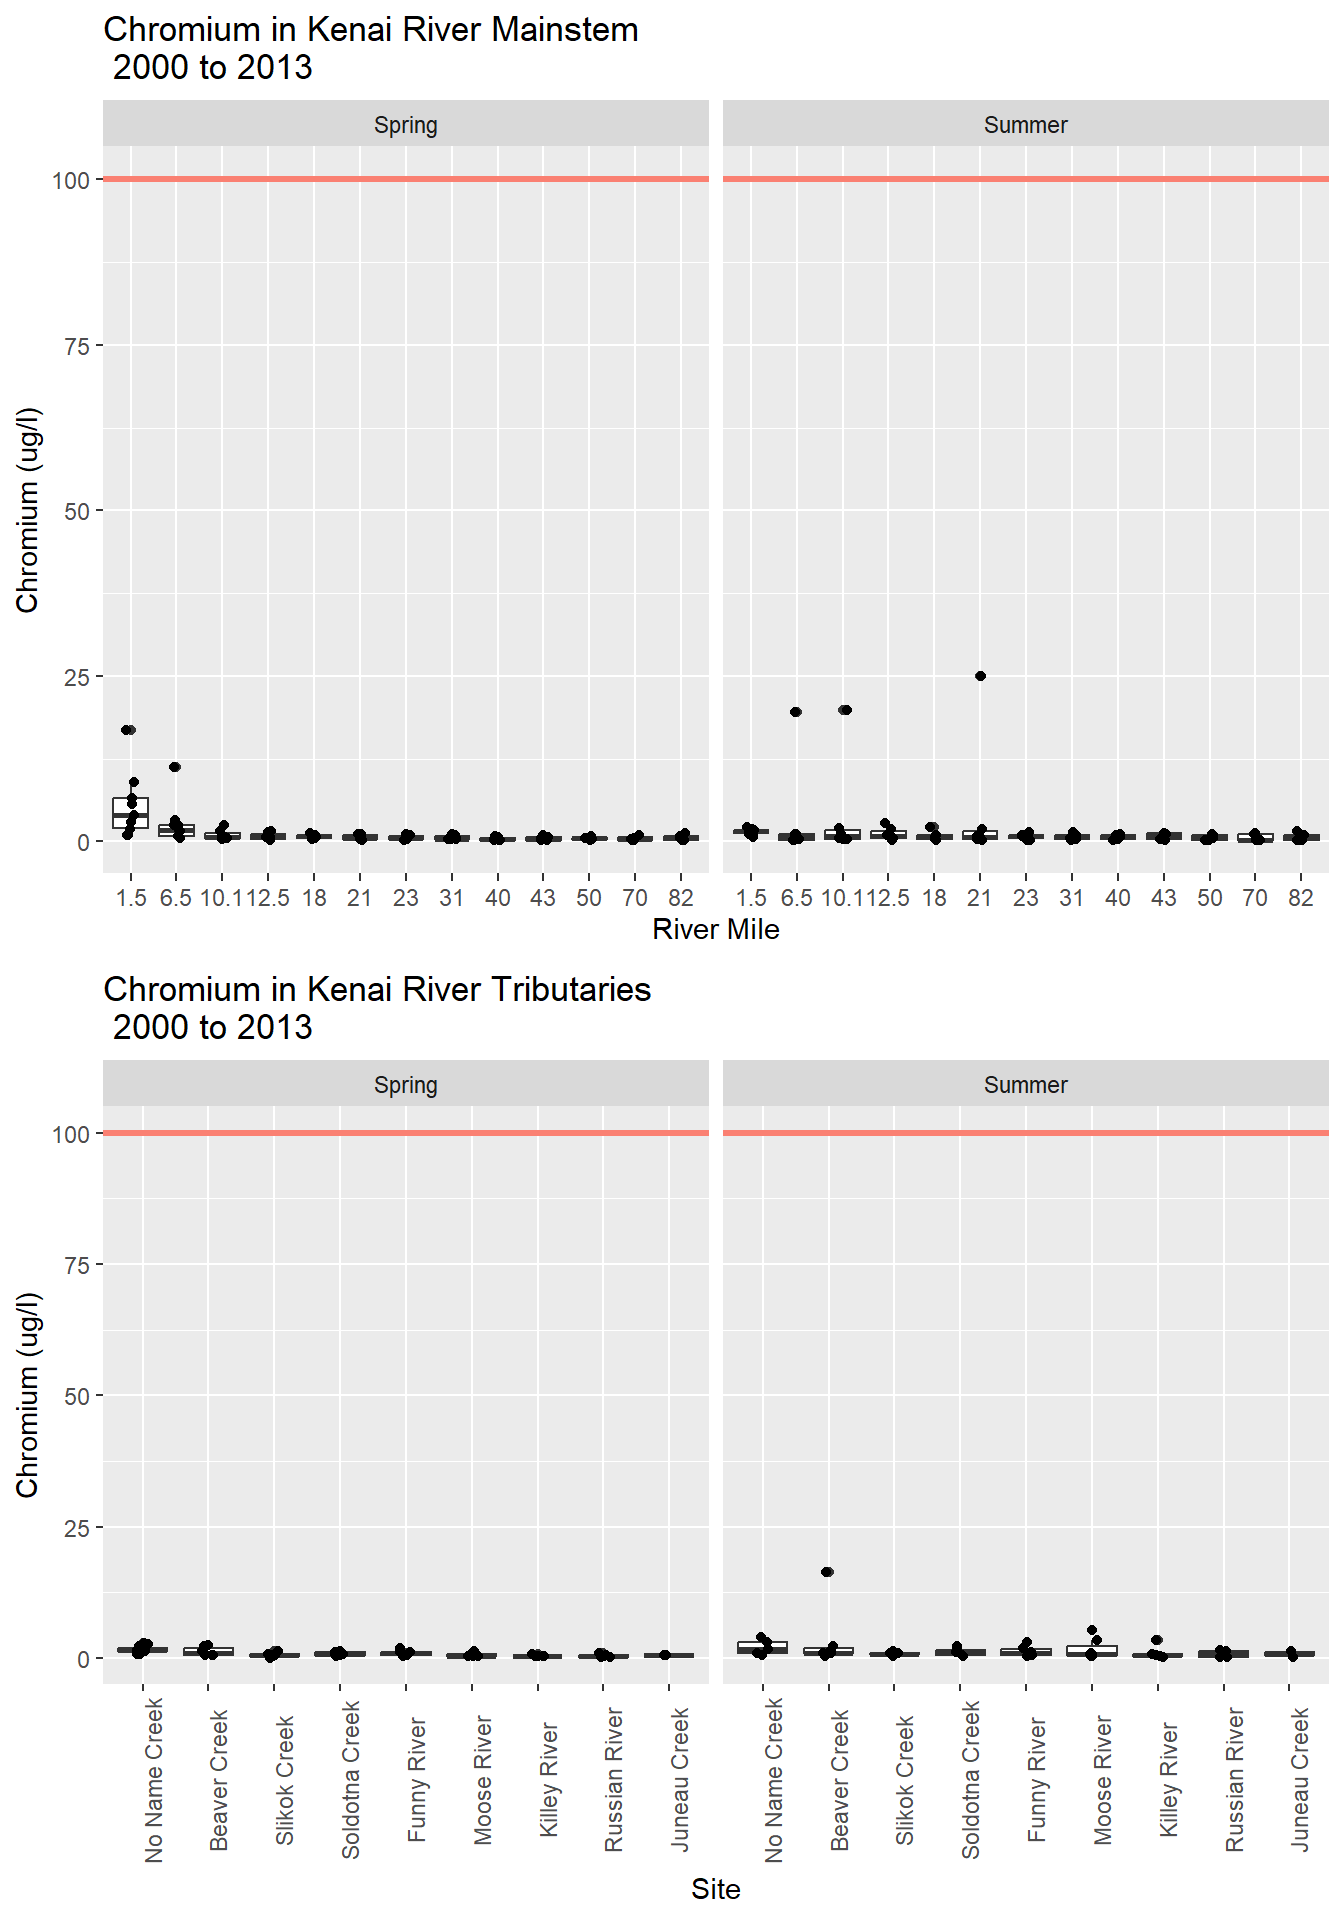 Chromium in Kenai River Mainstem
2000 to 2013
Spring
Summer
Chromium (ug/l)
100
75
50
25
0
1.5 6.5 10.1 12.5 18 21 23 31 40 43 50 70 82
1.5 6.5 10.1 12.5 18 21 23 31 40 43 50 70 82
River Mile
Chromium in Kenai River Tributaries
2000 to 2013
Spring
Summer
Chromium (ug/l)
100
75
50
25
0
No Name Creek
Beaver Creek
Slikok Creek
Soldotna Creek
Funny River
Moose River
Killey River
Russian River
Juneau Creek
No Name Creek
Beaver Creek
Slikok Creek
Soldotna Creek
Funny River
Moose River
Killey River
Russian River
Juneau Creek
Site